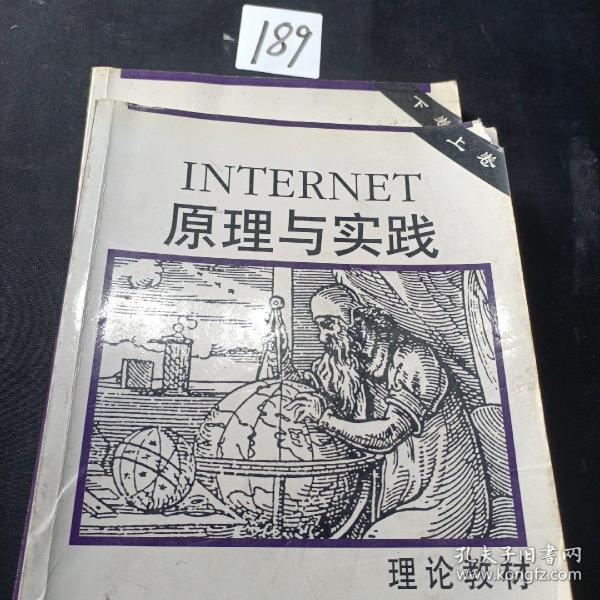 189
下卷
上卷
INTERNET
原理与实践
理论教材
孔夫子旧书网
www.kongfz.com